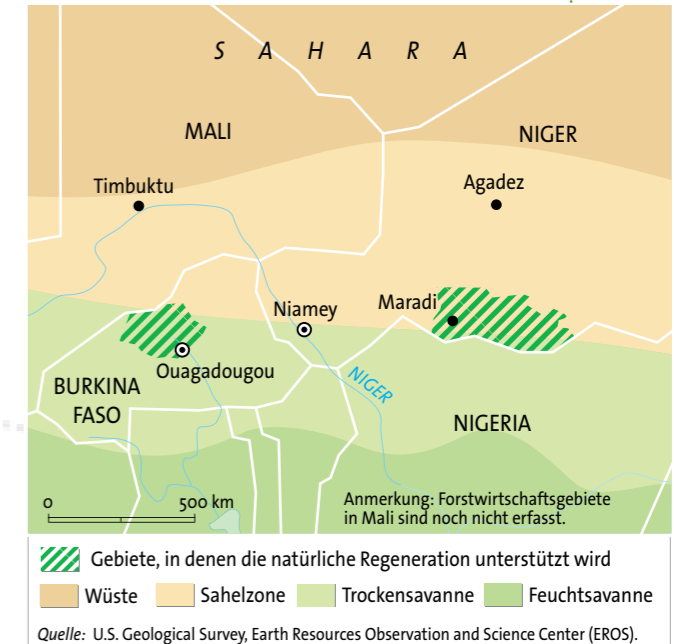 S A H A R A
MALI
NIGER
Timbuktu
Agadez
Niamey
Maradi
Ouagadougou
BURKINA
FASO
NIGER
NIGERIA
0 500 km
Anmerkung: Forstwirtschaftsgebiete
in Mali sind noch nicht erfasst.
Gebiete, in denen die natürliche Regeneration unterstützt wird
Wüste Sahelzone Trockensavanne Feuchtsavanne
Quelle: U.S. Geological Survey, Earth Resources Observation and Science Center (EROS).